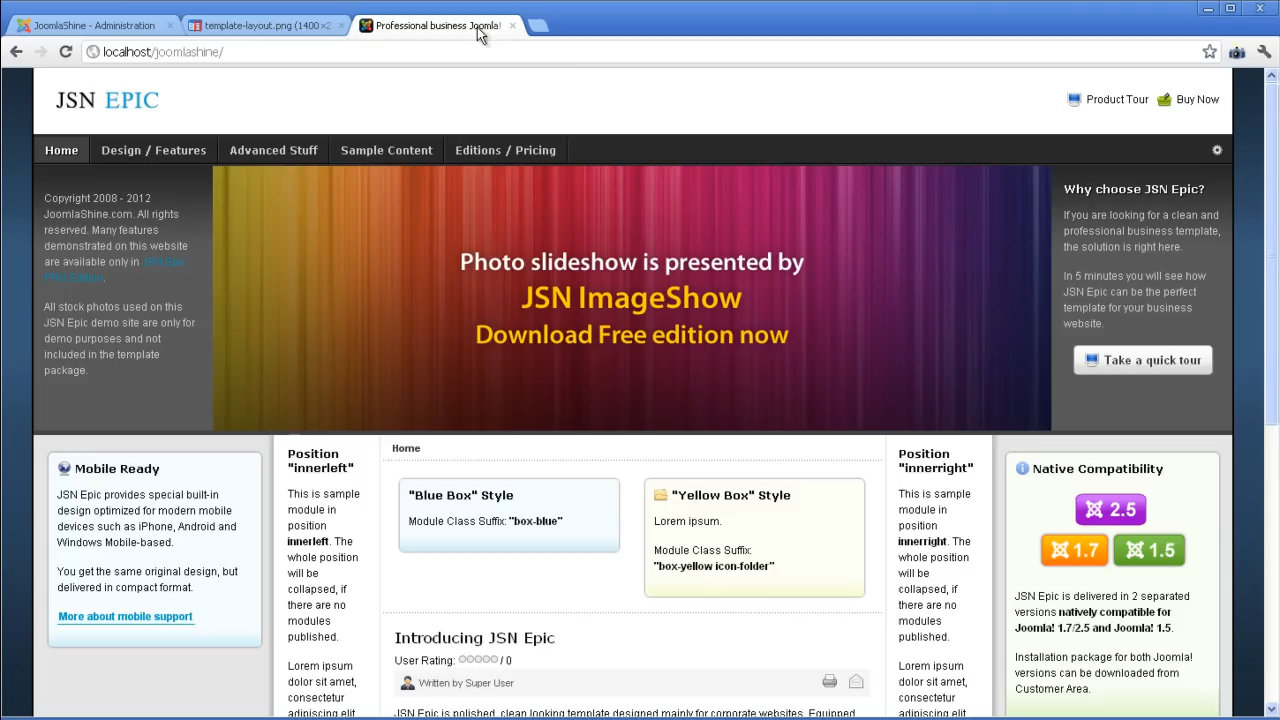 JoomlaShine - Administration
template-layout.png (1400×2
Professional business Joomla!
localhost/joomlashine/
JSN EPIC
Product Tour
Buy Now
Home
Design / Features
Advanced Stuff
Sample Content
Editions / Pricing
Copyright 2008 - 2012
JoomlaShine.com. All rights
reserved. Many features
demonstrated on this website
are available only in JSN Epic
PRO Edition.
All stock photos used on this
JSN Epic demo site are only for
demo purposes and not
included in the template
package.
Photo slideshow is presented by
JSN ImageShow
Download Free edition now
Why choose JSN Epic?
If you are looking for a clean and
professional business template,
the solution is right here.
In 5 minutes you will see how
JSN Epic can be the perfect
template for your business
website.
Take a quick tour
Mobile Ready
JSN Epic provides special built-in
design optimized for modern mobile
devices such as iPhone, Android and
Windows Mobile-based.
You get the same original design, but
delivered in compact format.
More about mobile support
Position
"innerleft"
This is sample
module in
position
innerleft. The
whole position
will be
collapsed, if
there are no
modules
published.
Lorem ipsum
dolor sit amet,
consectetur
adipiscing elit
Home
"Blue Box" Style
Module Class Suffix: "box-blue"
"Yellow Box" Style
Lorem ipsum.
Module Class Suffix:
"box-yellow icon-folder"
Introducing JSN Epic
User Rating: / 0
Written by Super User
JSN Epic is polished, clean looking template designed mainly for corporate websites. Equipped
Position
"innerright"
This is sample
module in
position
innerright. The
whole position
will be
collapsed, if
there are no
modules
published.
Lorem ipsum
dolor sit amet,
consectetur
adipiscing elit
Native Compatibility
2.5
1.7
1.5
JSN Epic is delivered in 2 separated
versions natively compatible for
Joomla! 1.7/2.5 and Joomla! 1.5.
Installation package for both Joomla!
versions can be downloaded from
Customer Area.